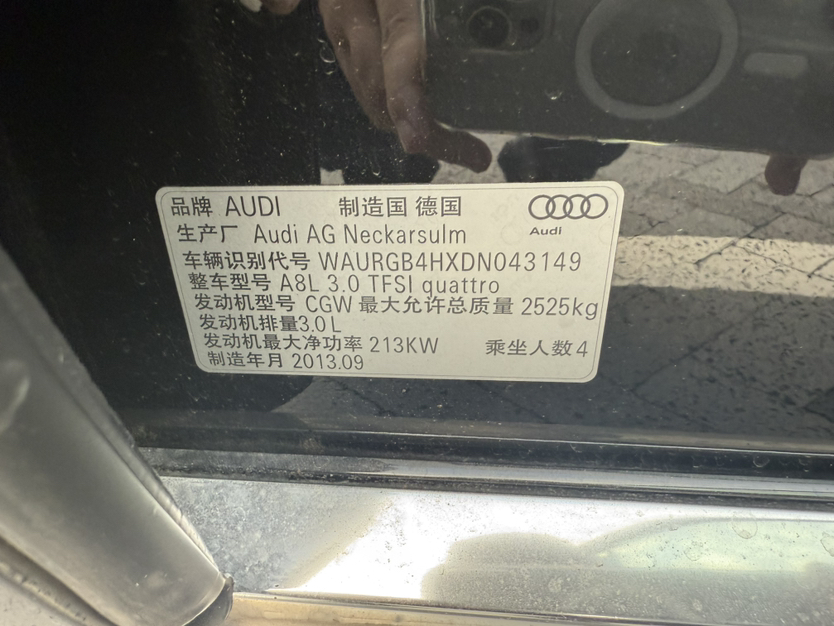 品牌 AUDI 制造国 德国
Audi
生产厂 Audi AG Neckarsulm
车辆识别代号 WAURGB4HXDN043149
整车型号 A8L 3.0 TFSI quattro
发动机型号 CGW 最大允许总质量 2525kg
发动机排量3.0L
发动机最大净功率 213KW 乘坐人数4
制造年月 2013.09